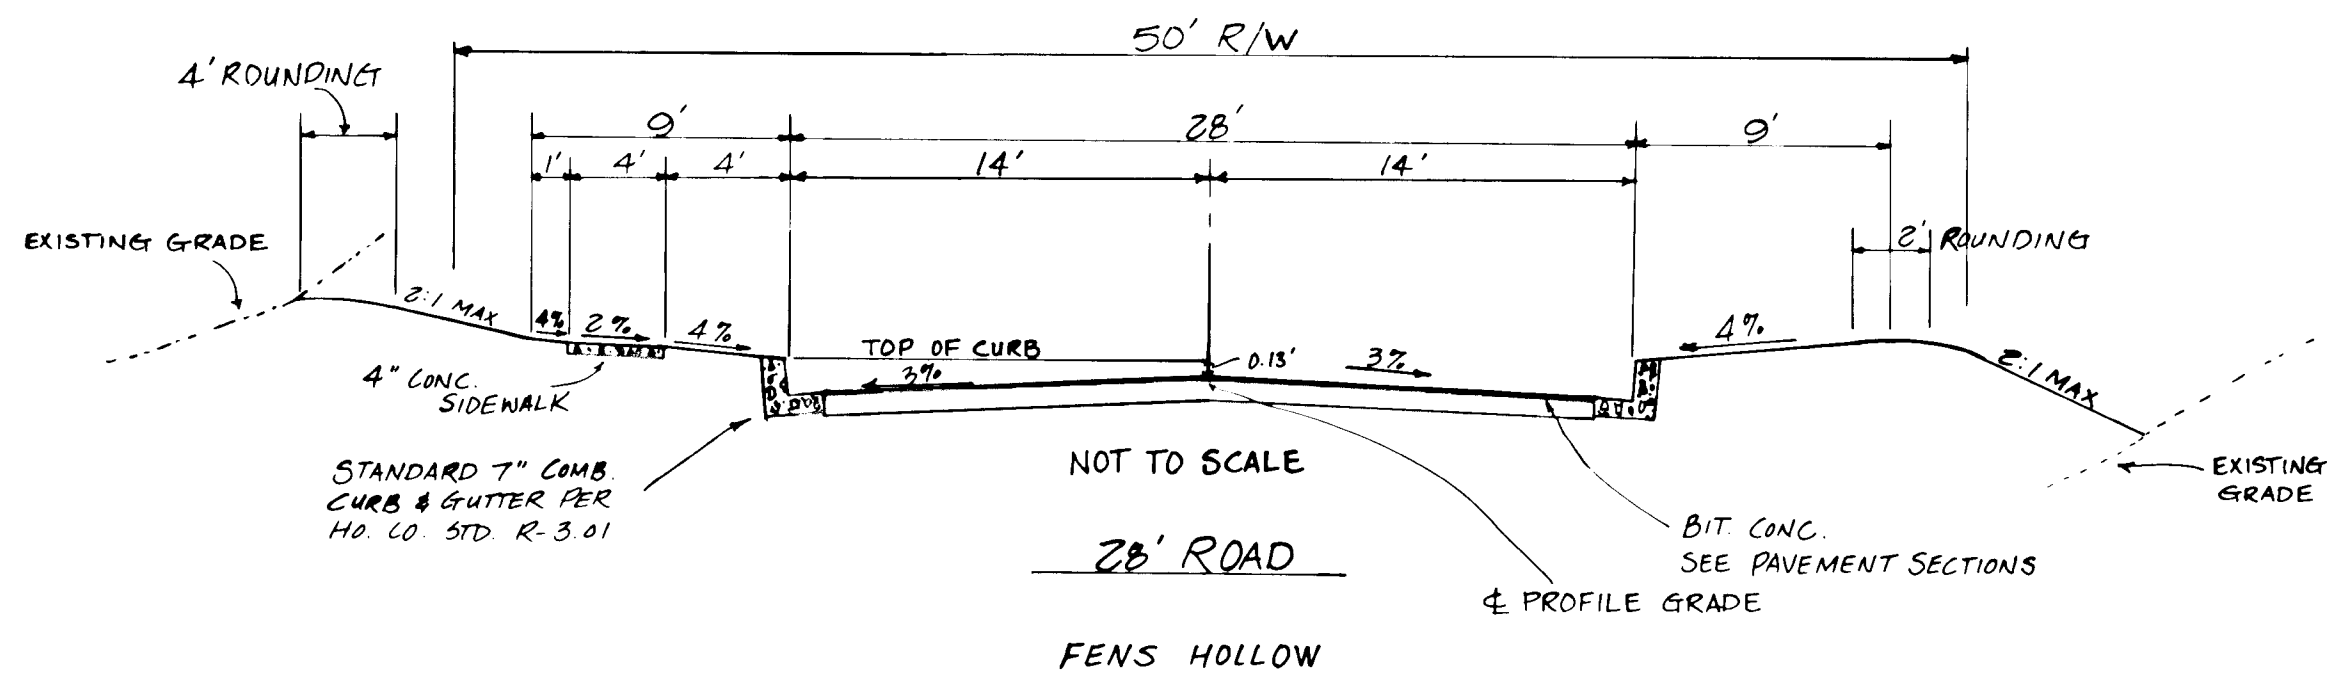 50' R/W
4' ROUNDING
9'
28'
9'
1'
4'
4'
14'
14'
EXISTING GRADE
2' ROUNDING
2:1 MAX
4%
2%
4%
TOP OF CURB
0.13'
3%
3%
4%
2:1 MAX
4" CONC.
SIDEWALK
STANDARD 7" COMB.
CURB & GUTTER PER
HO. CO. STD. R-3.01
NOT TO SCALE
EXISTING
GRADE
28' ROAD
BIT. CONC.
SEE PAVEMENT SECTIONS
℄ PROFILE GRADE
FENS HOLLOW